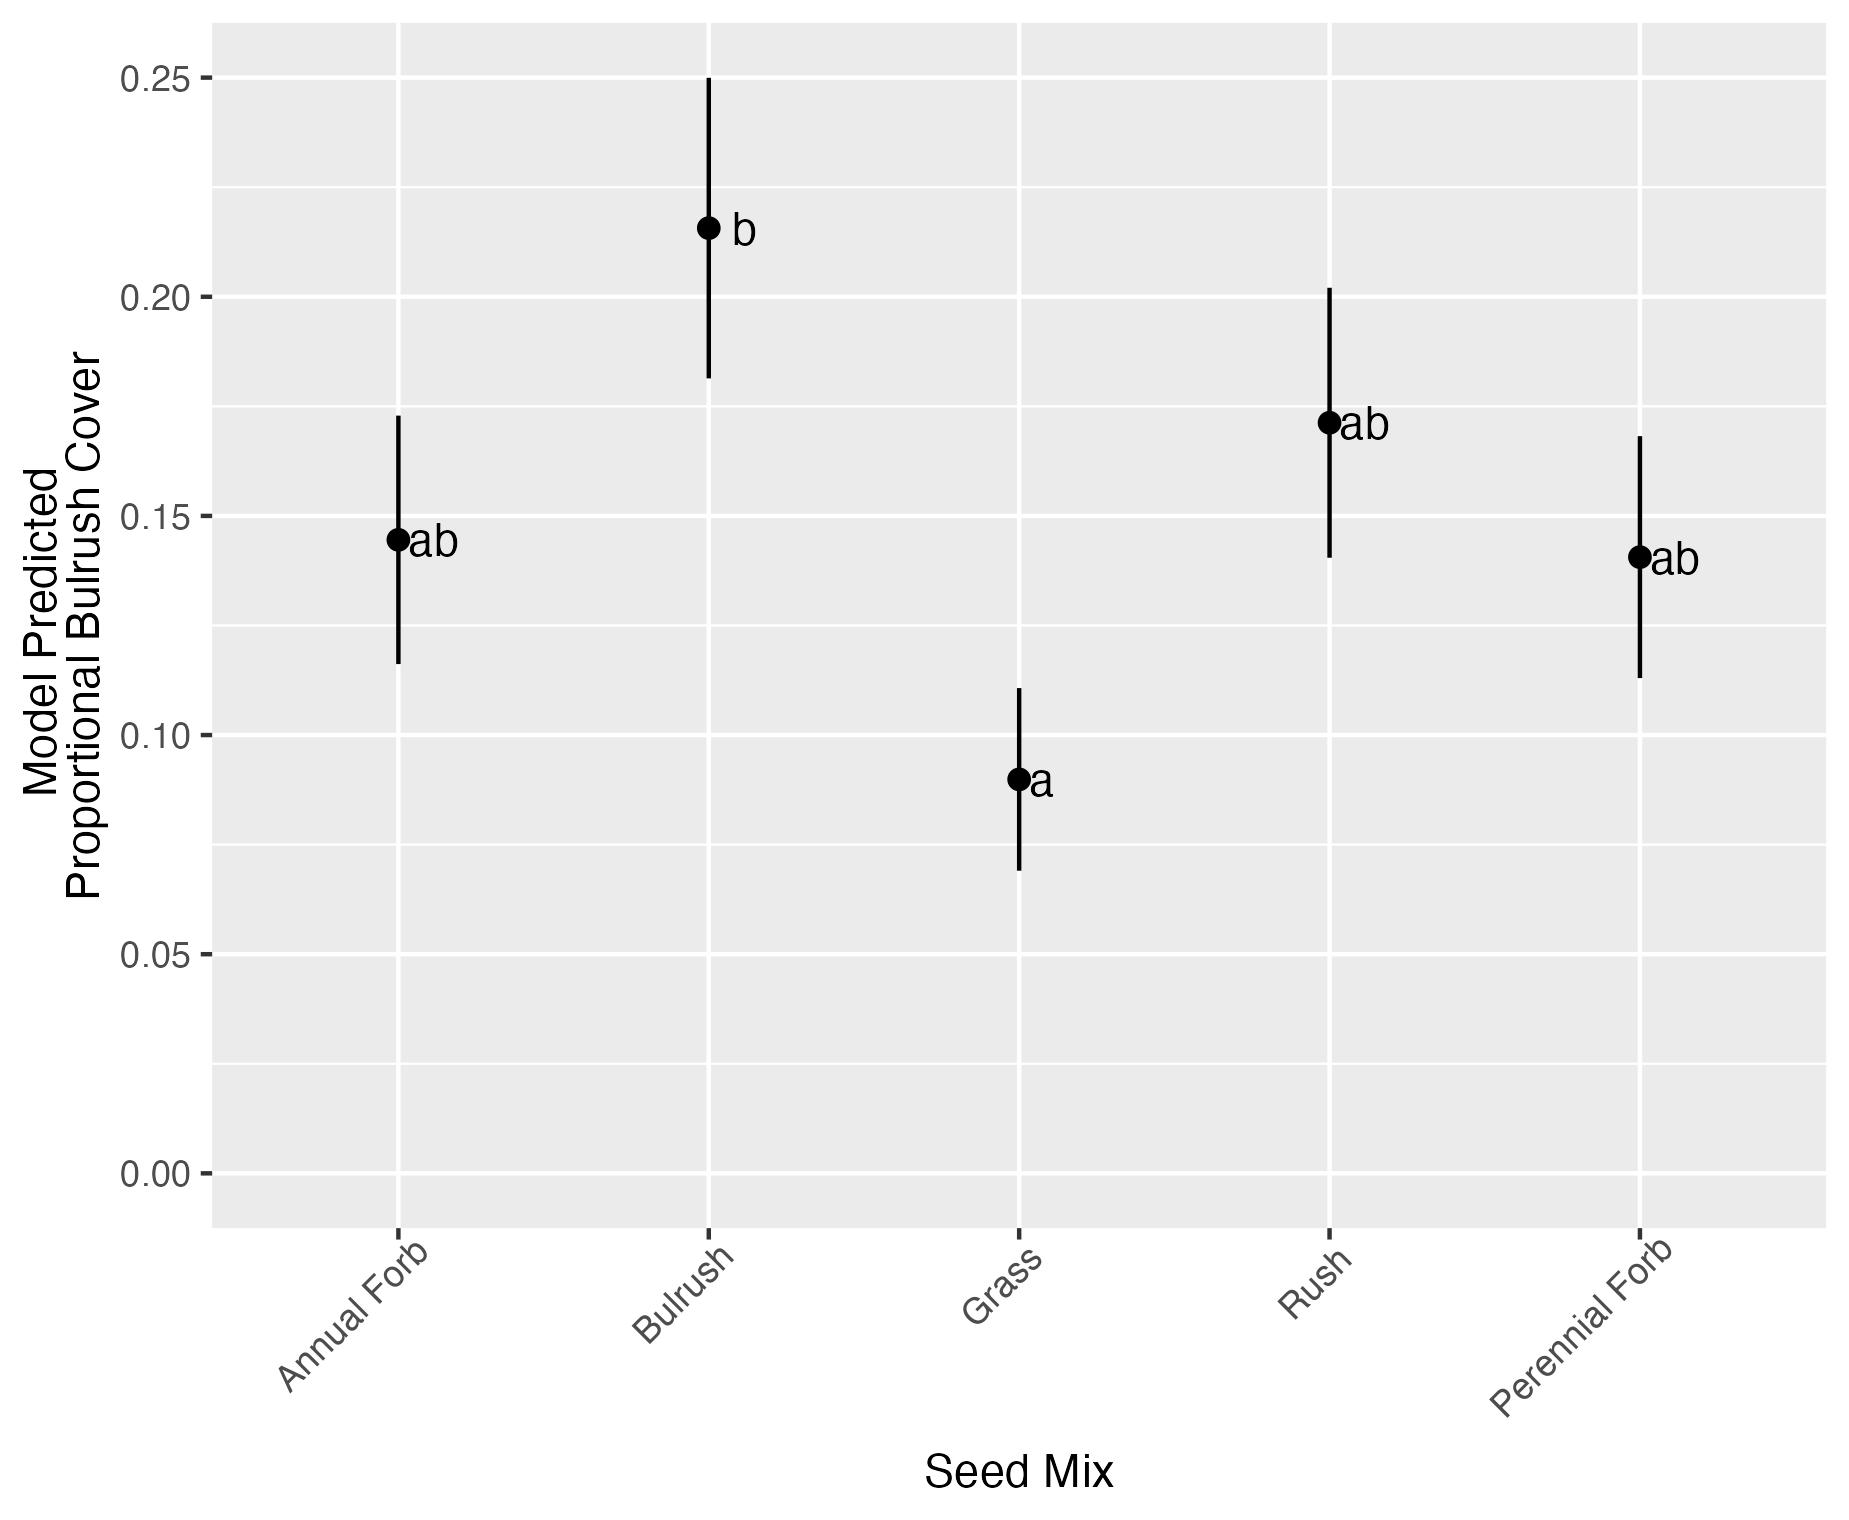 Model Predicted
Proportional Bulrush Cover
0.25
0.20
0.15
0.10
0.05
0.00
ab
b
a
ab
ab
Annual Forb
Bulrush
Grass
Rush
Perennial Forb
Seed Mix